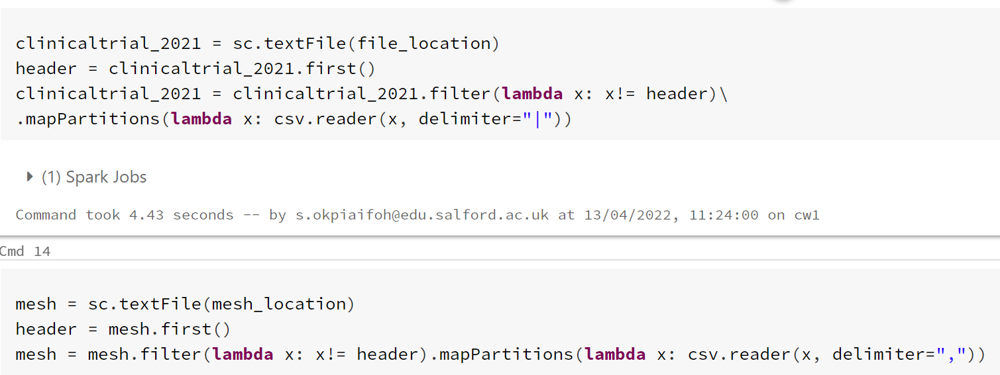 clinicaltrial_2021 = sc.textFile(file_location)
header = clinicaltrial_2021.first()
clinicaltrial_2021 = clinicaltrial_2021.filter(lambda x: x!= header)\
.mapPartitions(lambda x: csv.reader(x, delimiter="|"))
(1) Spark Jobs
Command took 4.43 seconds -- by s.okpiaifoh@edu.salford.ac.uk at 13/04/2022, 11:24:00 on cw1
Cmd 14
mesh = sc.textFile(mesh_location)
header = mesh.first()
mesh = mesh.filter(lambda x: x!= header).mapPartitions(lambda x: csv.reader(x, delimiter=","))